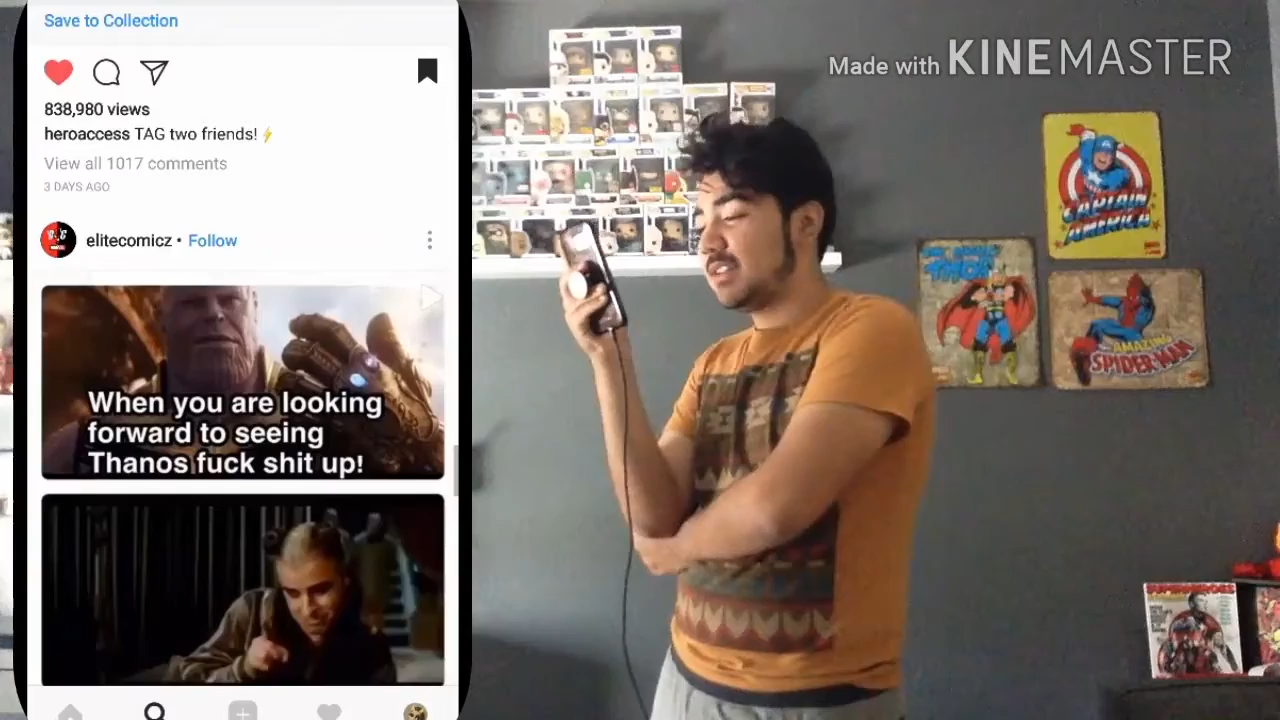 Save to Collection
838,980 views
heroaccess TAG two friends!⚡
View all 1017 comments
3 DAYS AGO
elitecomicz • Follow
When you are looking
forward to seeing
Thanos fuck shit up!
Made with KINEMASTER
CAPTAIN
AMERICA
THOR
AMAZING
SPIDER-MAN
SUPERHEROES